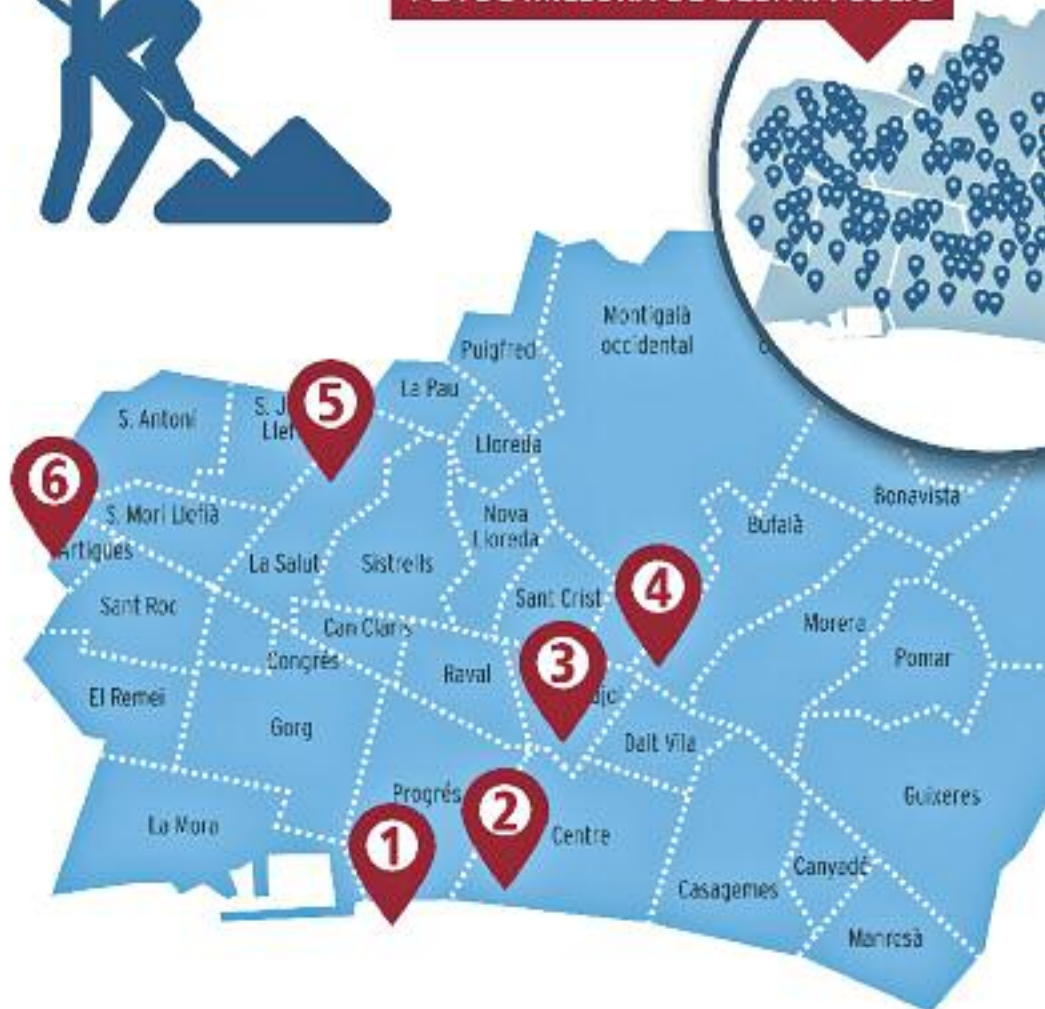 Montigalà
occidental
Puigfred
La Pau
S. Antoni
5
Lloreda
6
Bonavista
S. Mori Llefià
Nova
Lloreda
Bufalà
Artigues
La Salut
Sistrells
4
Sant Crist
Sant Roc
Morera
Can Claris
3
Congrés
Raval
Pomar
El Remei
Gorg
Dalt Vila
Progrés
2
Guixeres
La Mora
1
Centre
Canyadó
Casagemes
Manresà